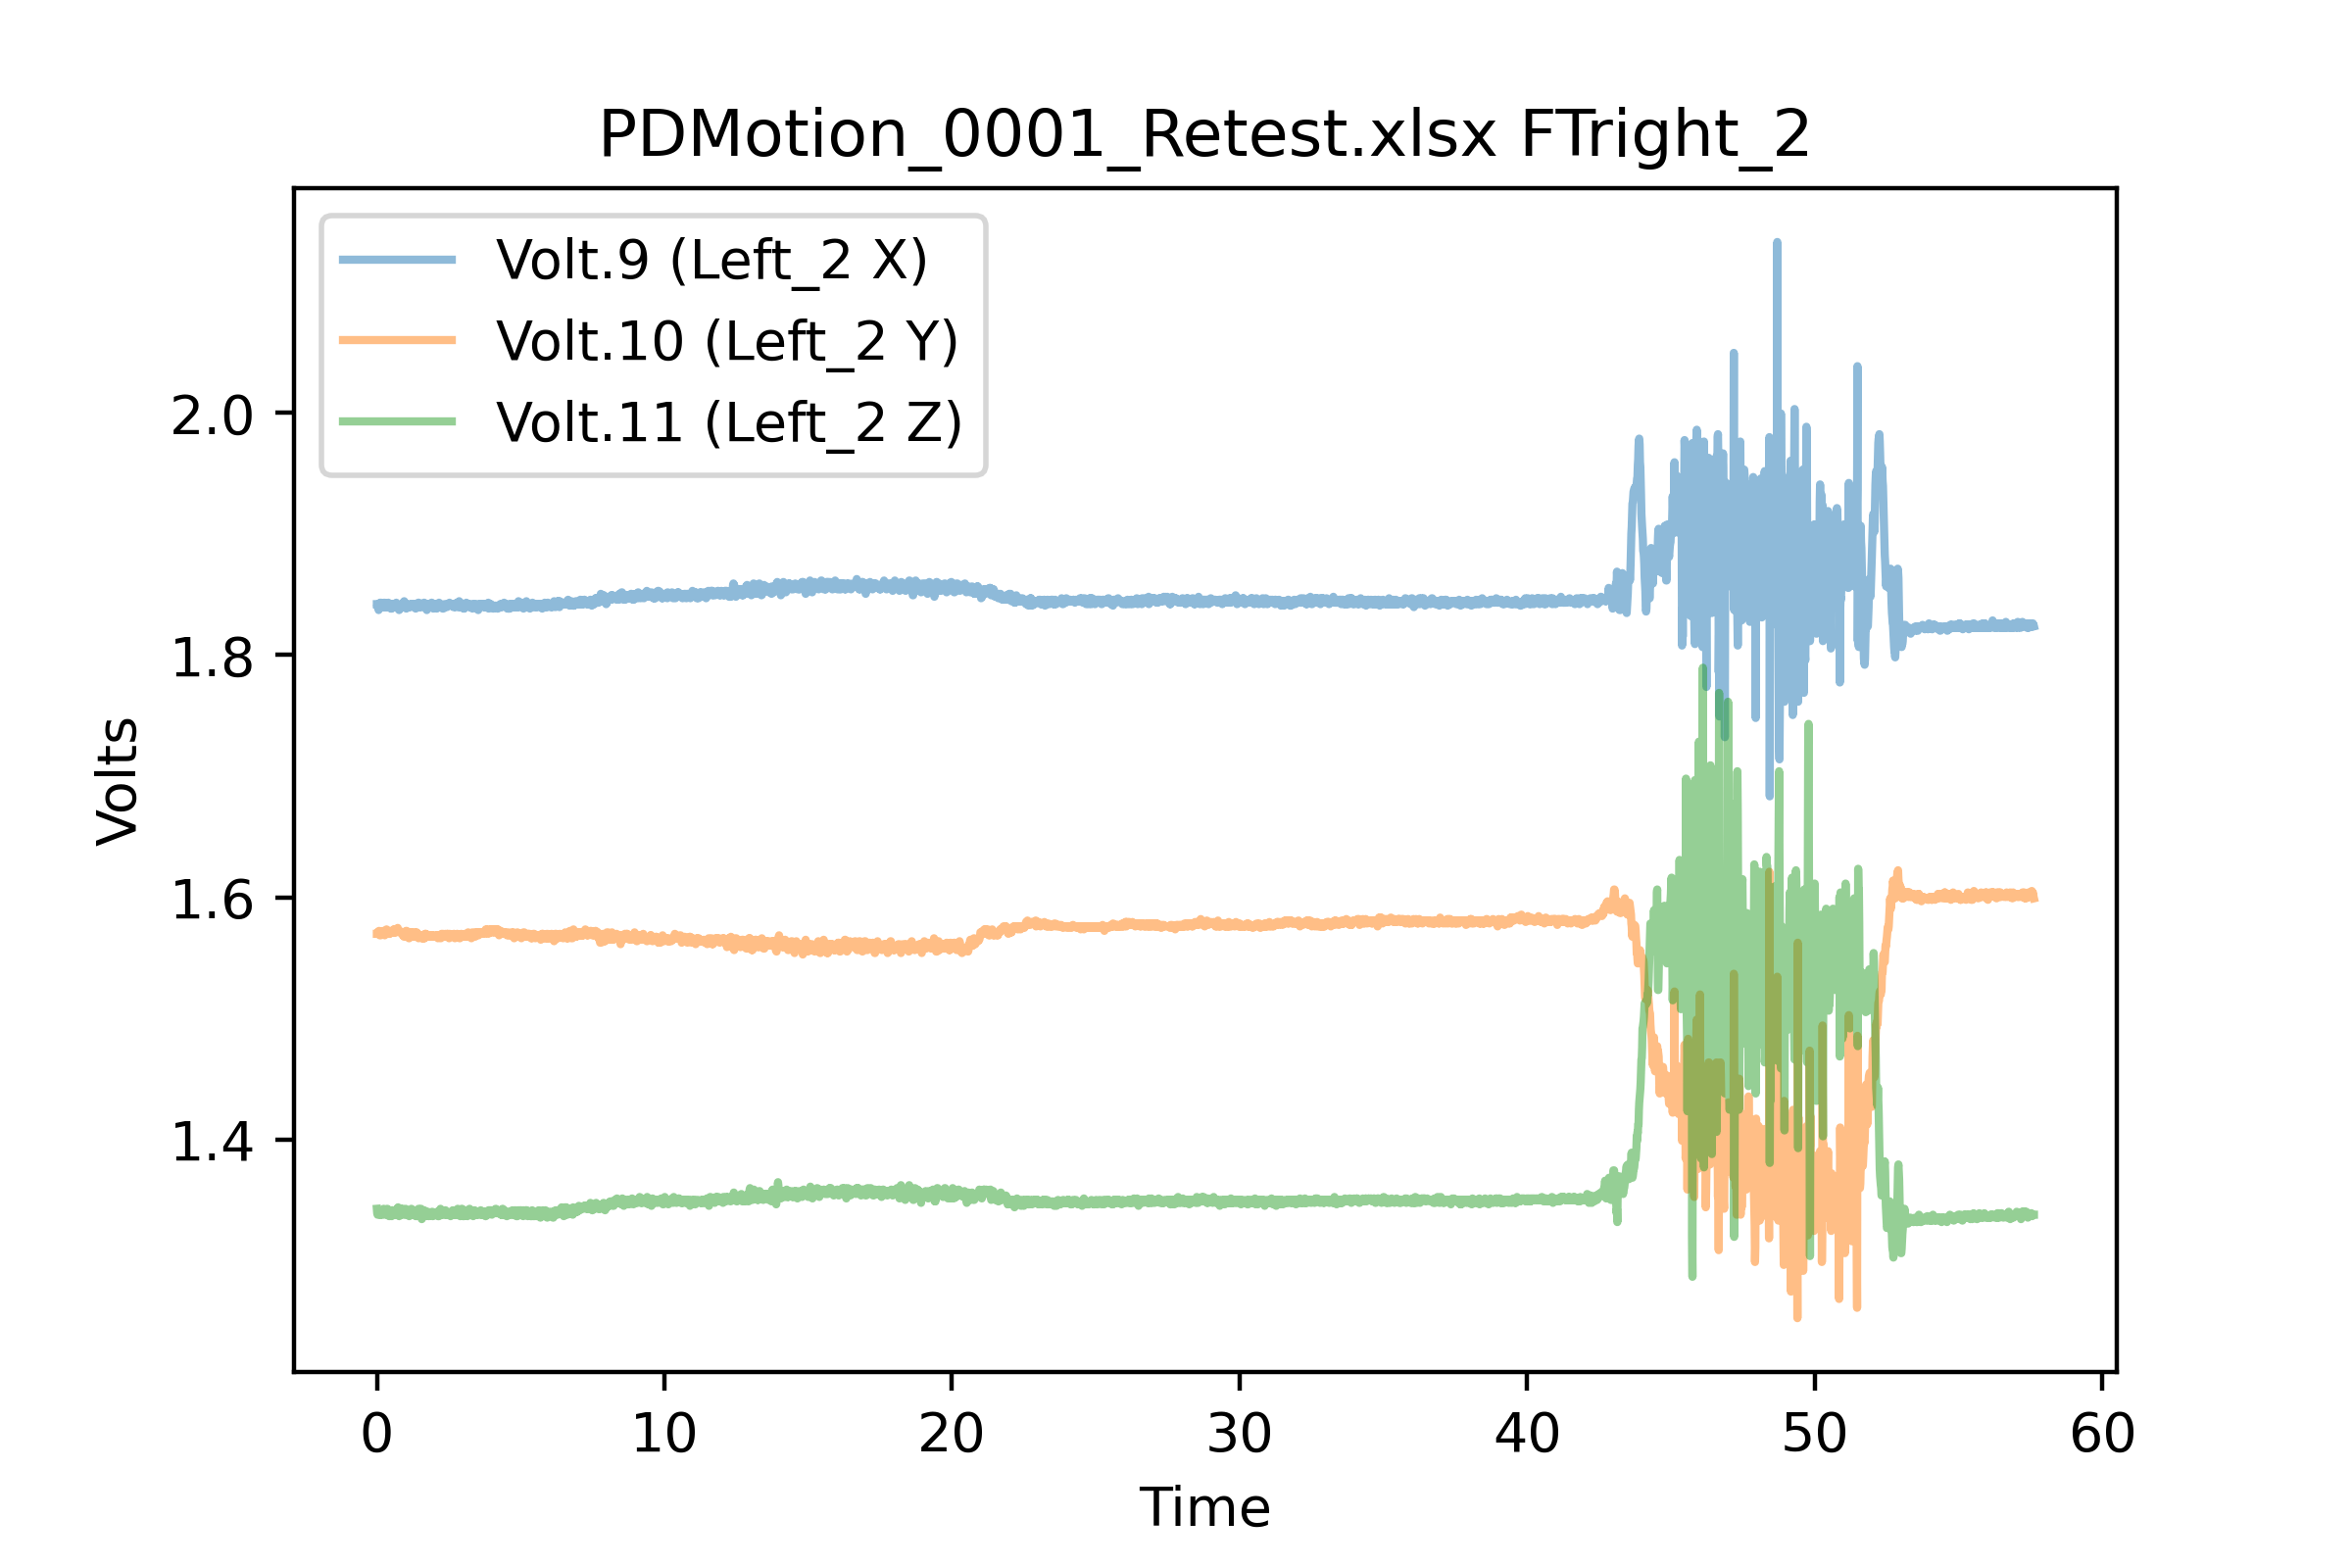 PDMotion_0001_Retest.xlsx FTright_2
Volt.9 (Left_2 X)
Volt.10 (Left_2 Y)
Volt.11 (Left_2 Z)
2.0
1.8
1.6
1.4
Volts
0 10 20 30 40 50 60
Time